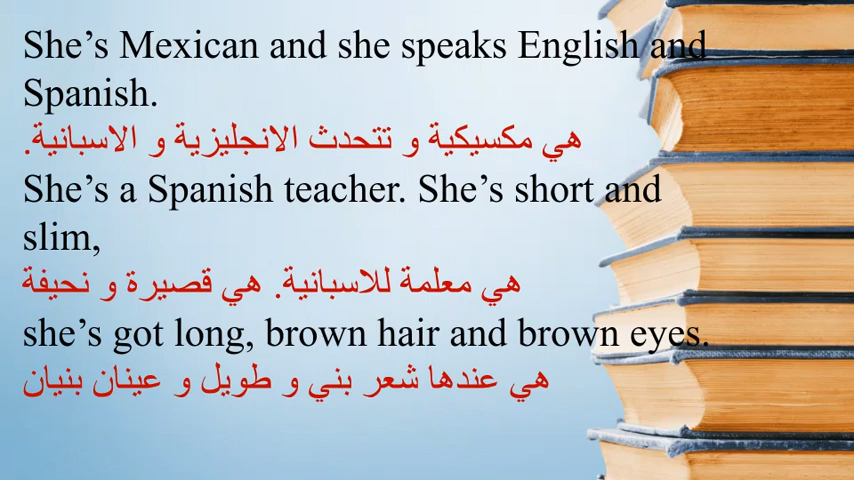 She’s Mexican and she speaks English and
Spanish.
هي مكسيكية و تتحدث الانجليزية و الاسبانية.
She’s a Spanish teacher. She’s short and
slim,
هي معلمة للاسبانية. هي قصيرة و نحيفة
she’s got long, brown hair and brown eyes.
هي عندها شعر بني و طويل و عينان بنيان